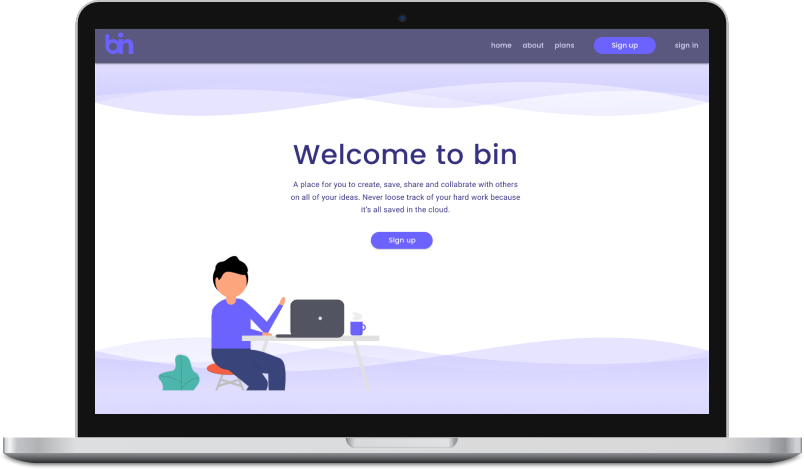 bin
home about plans Sign up sign in
Welcome to bin
A place for you to create, save, share and collabrate with others
on all of your ideas. Never loose track of your hard work because
it's all saved in the cloud.
Sign up